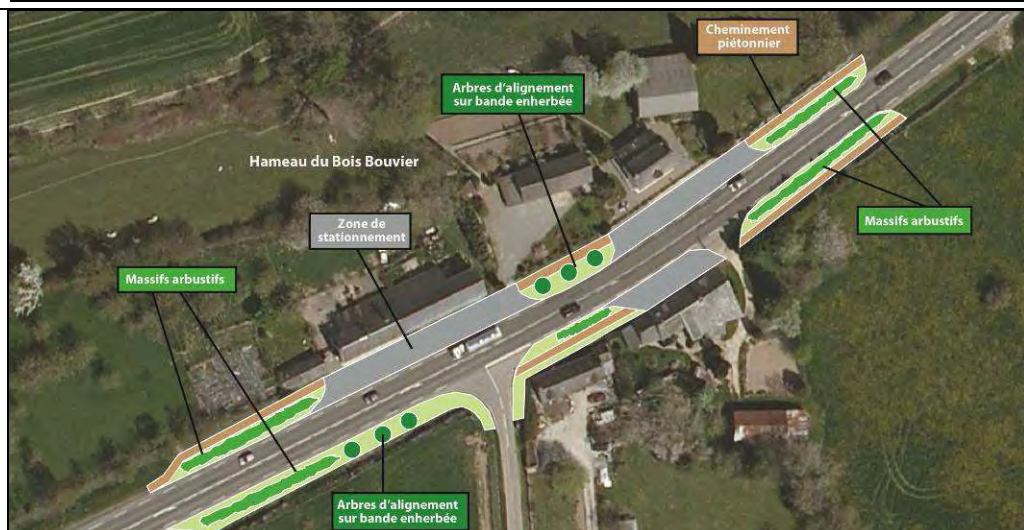 Cheminement
piétonnier
Arbres d'alignement
sur bande enherbée
Hameau du Bois Bouvier
Zone de
stationnement
Massifs arbustifs
Massifs arbustifs
Arbres d'alignement
sur bande enherbée